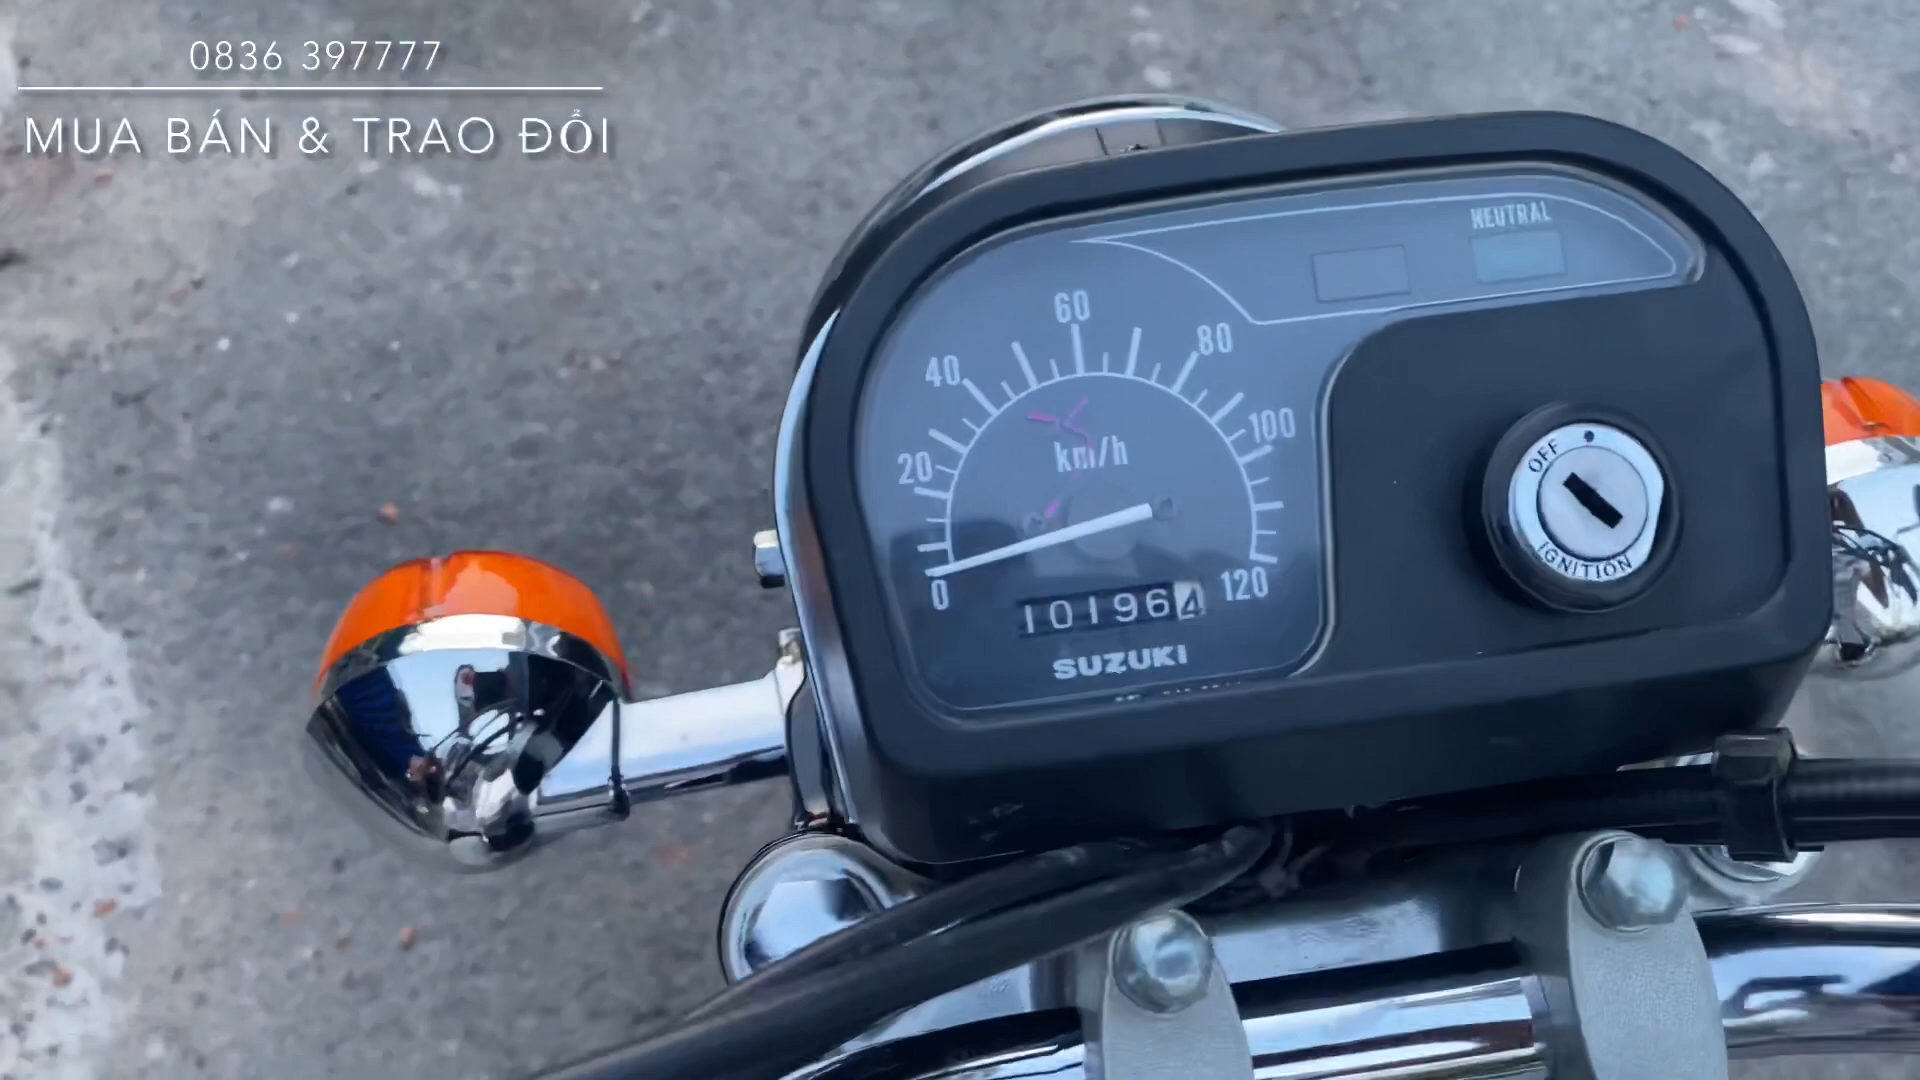 0836 397777
MUA BÁN & TRAO ĐỔI
NEUTRAL
60
80
40
100
km/h
20
OFF
IGNITION
0
120
101964
SUZUKI